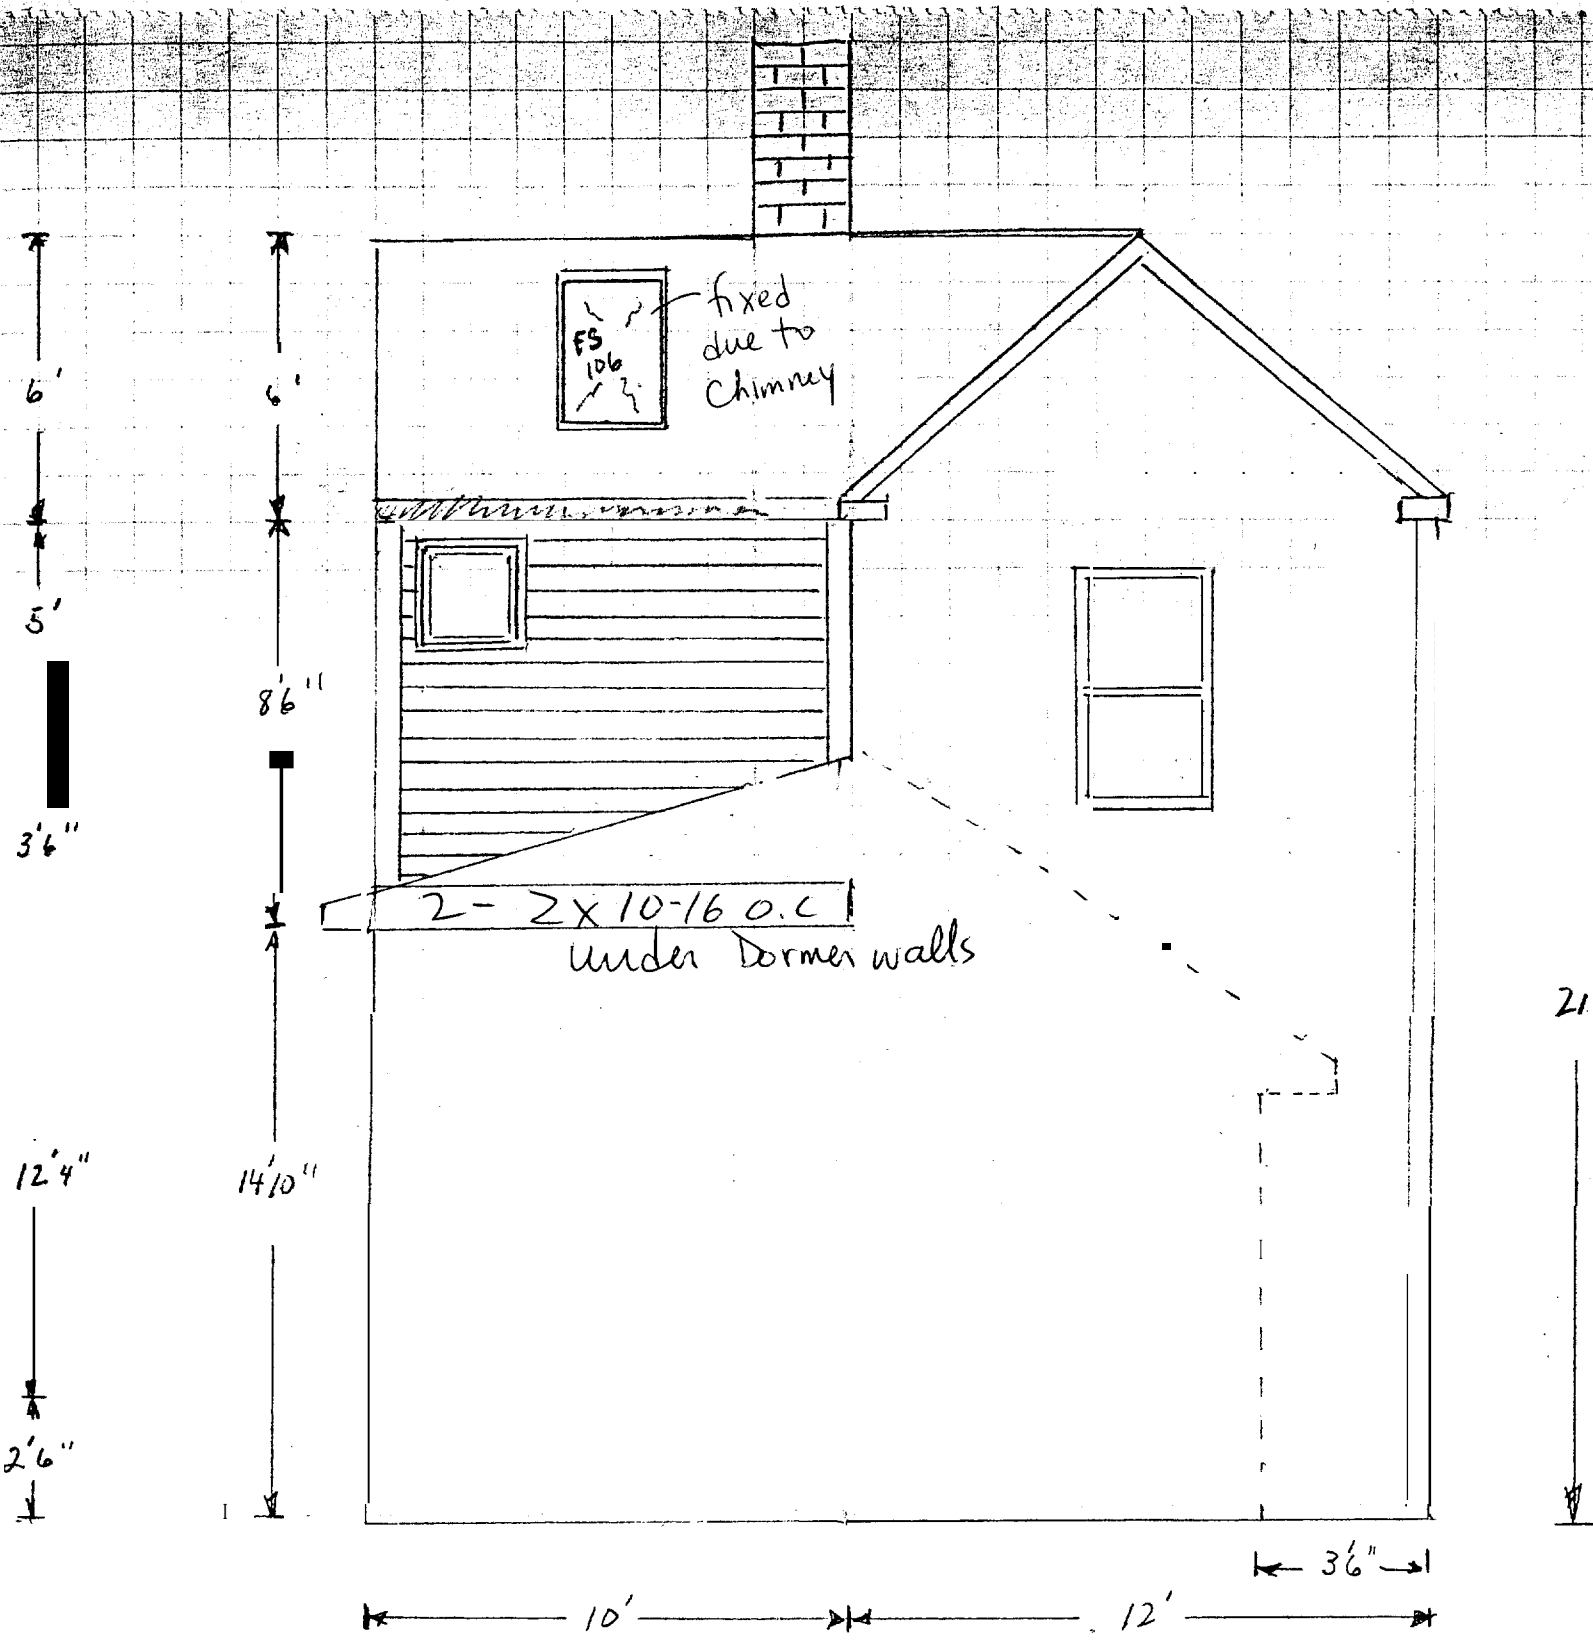 fixed
due to
Chimney
FS
106
6'
6'
5'
8'6"
3'6"
2- 2x10-16 o.c
under Dormer walls
21
12'4"
14'10"
2'6"
3'6"
10'
12'